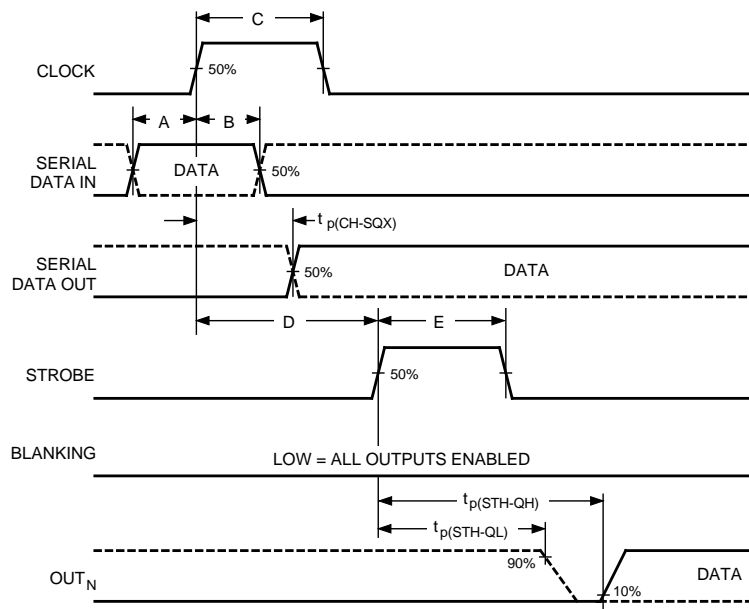 C
CLOCK
50%
A
B
SERIAL
DATA IN
DATA
50%
t p(CH-SQX)
SERIAL
DATA OUT
50%
DATA
D
E
STROBE
50%
BLANKING
LOW = ALL OUTPUTS ENABLED
t p(STH-QH)
t p(STH-QL)
OUT N
90%
10%
DATA